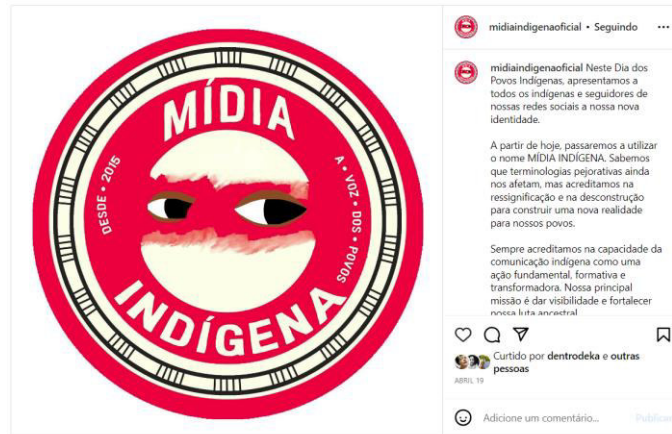 MÍDIA
DESDE • 2015
A • VOZ • DOS • POVOS
INDÍGENA
midiaindigenaoficial • Seguindo
midiaindigenaoficial Neste Dia dos
Povos Indígenas, apresentamos a
todos os indígenas e seguidores de
nossas redes sociais a nossa nova
identidade.
A partir de hoje, passaremos a utilizar
o nome MÍDIA INDÍGENA. Sabemos
que terminologias pejorativas ainda
nos afetam, mas acreditamos na
ressignificação e na desconstrução
para construir uma nova realidade
para nossos povos.
Sempre acreditamos na capacidade da
comunicação indígena como uma
ação fundamental, formativa e
transformadora. Nossa principal
missão é dar visibilidade e fortalecer
nossa luta ancestral.
Curtido por dentrodeka e outras
pessoas
ABRIL 19
Adicione um comentário...
Publicar